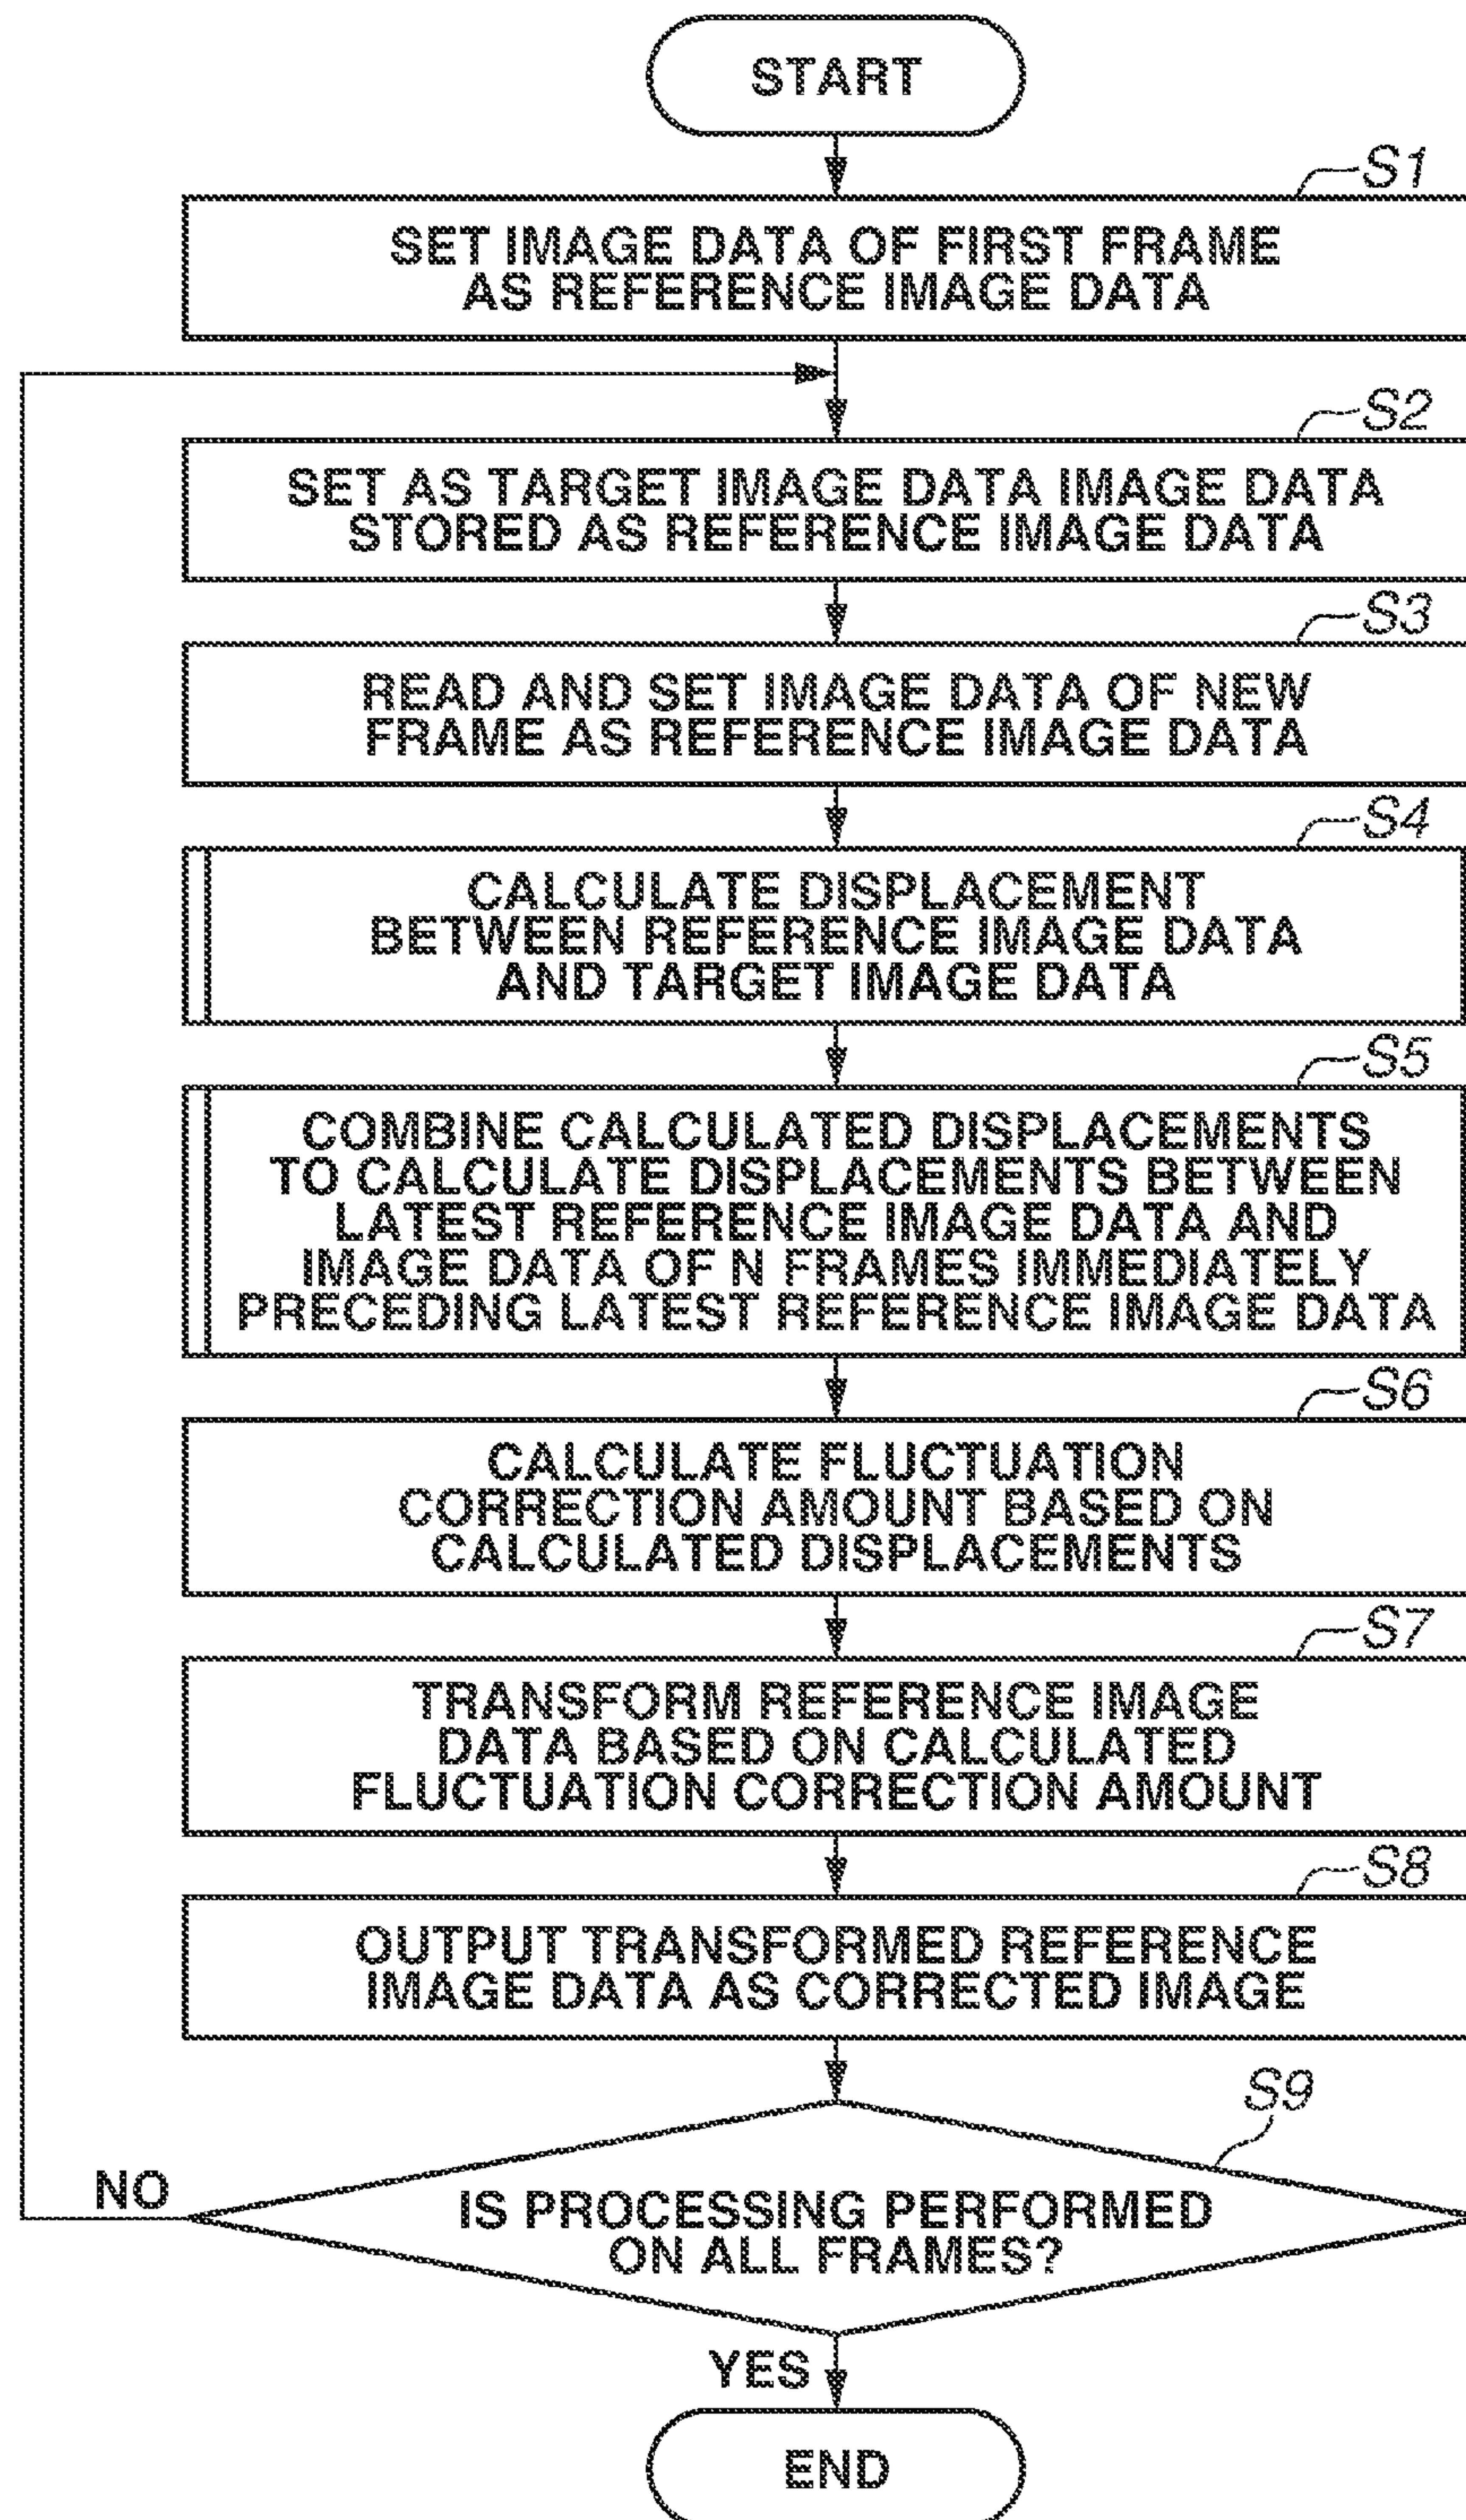 START
S1
SET IMAGE DATA OF FIRST FRAME
AS REFERENCE IMAGE DATA
S2
SET AS TARGET IMAGE DATA IMAGE DATA
STORED AS REFERENCE IMAGE DATA
S3
READ AND SET IMAGE DATA OF NEW
FRAME AS REFERENCE IMAGE DATA
S4
CALCULATE DISPLACEMENT
BETWEEN REFERENCE IMAGE DATA
AND TARGET IMAGE DATA
S5
COMBINE CALCULATED DISPLACEMENTS
TO CALCULATE DISPLACEMENTS BETWEEN
LATEST REFERENCE IMAGE DATA AND
IMAGE DATA OF N FRAMES IMMEDIATELY
PRECEDING LATEST REFERENCE IMAGE DATA
S6
CALCULATE FLUCTUATION
CORRECTION AMOUNT BASED ON
CALCULATED DISPLACEMENTS
S7
TRANSFORM REFERENCE IMAGE
DATA BASED ON CALCULATED
FLUCTUATION CORRECTION AMOUNT
S8
OUTPUT TRANSFORMED REFERENCE
IMAGE DATA AS CORRECTED IMAGE
S9
NO
IS PROCESSING PERFORMED
ON ALL FRAMES?
YES
END